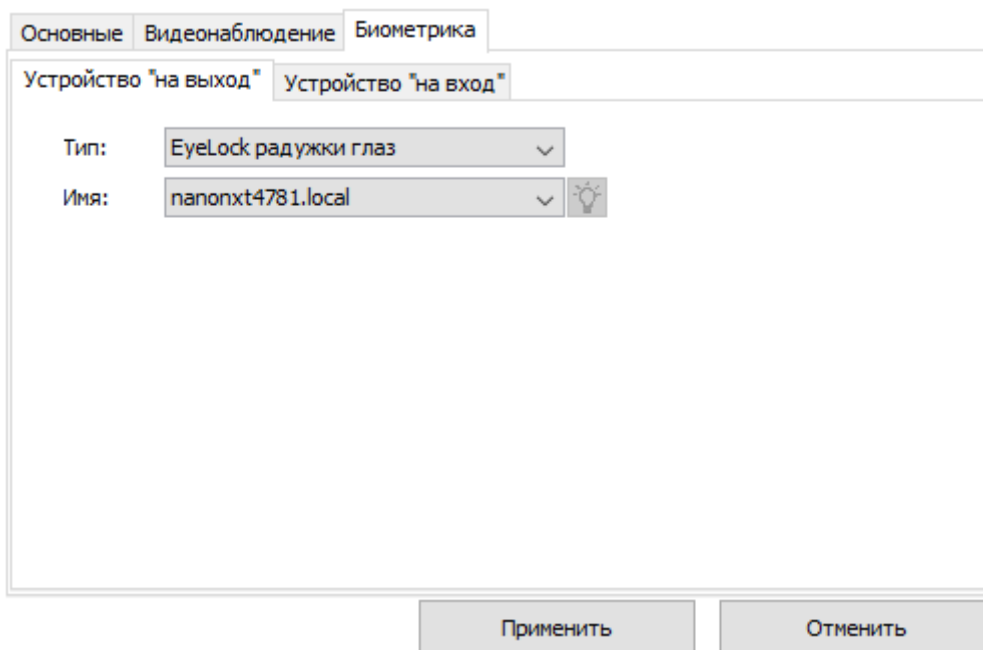 Основные Видеонаблюдение Биометрика
Устройство "на выход" Устройство "на вход"
Тип: EyeLock радужки глаз
Имя: nanonxt4781.local
Применить Отменить